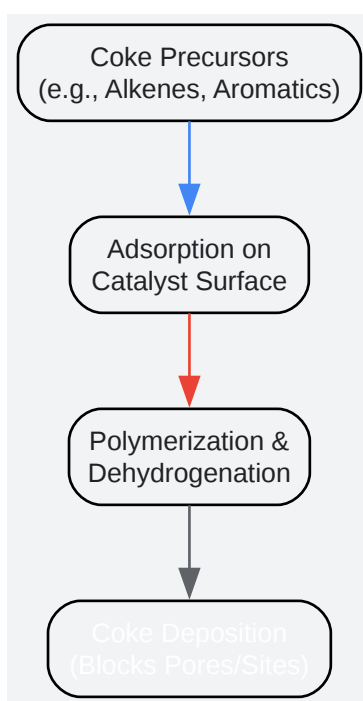 Coke Precursors
(e.g., Alkenes, Aromatics)
Adsorption on
Catalyst Surface
Polymerization &
Dehydrogenation
Coke Deposition
(Blocks Pores/Sites)